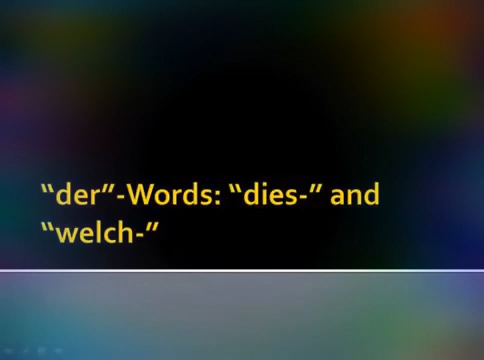 “der”-Words: “dies-” and
“welch-”